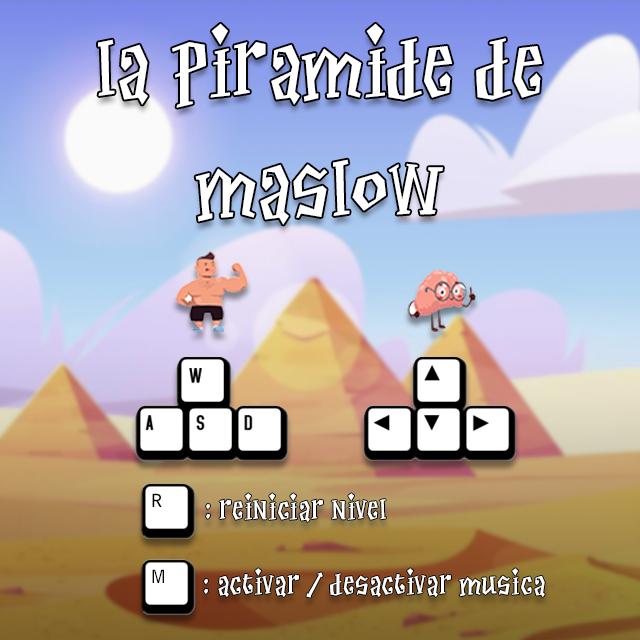 la piramide de
maslow
W
A S D
▲
◀ ▼ ▶
R : reiniciar nivel
M : activar / desactivar musica